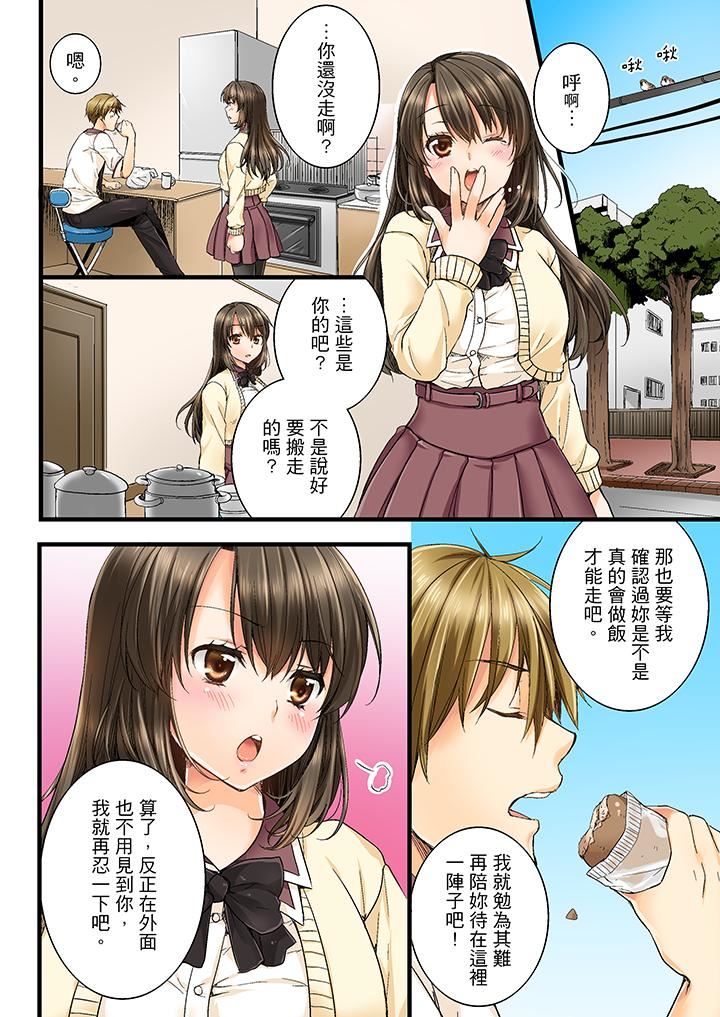 啾
啾
呼啊…
…你還沒走啊？
嗯。
…這些是
你的吧？
不是說好
要搬走
的嗎？
那也要等我
確認過妳是不是
真的會做飯
才能走吧。
我就勉為其難
再陪妳待在這裡
一陣子吧！
算了，反正在外面
也不用見到你，
我就再忍一下吧。